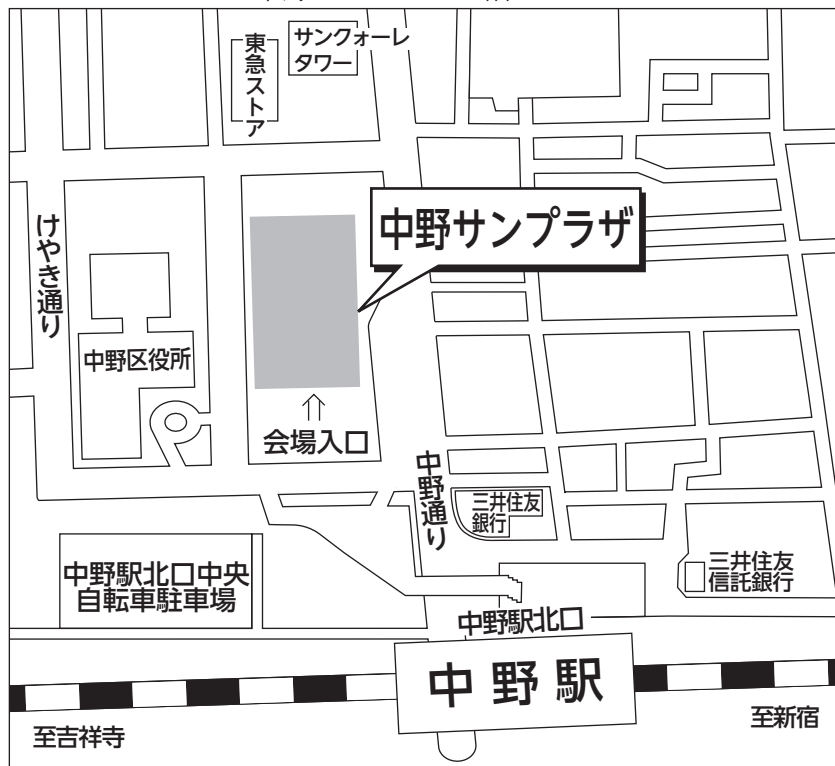 サンクォーレ
タワー
東急ストア
中野サンプラザ
けやき通り
中野区役所
会場入口
中野通り
三井住友
銀行
中野駅北口中央
自転車駐車場
三井住友
信託銀行
中野駅北口
中野駅
至吉祥寺
至新宿